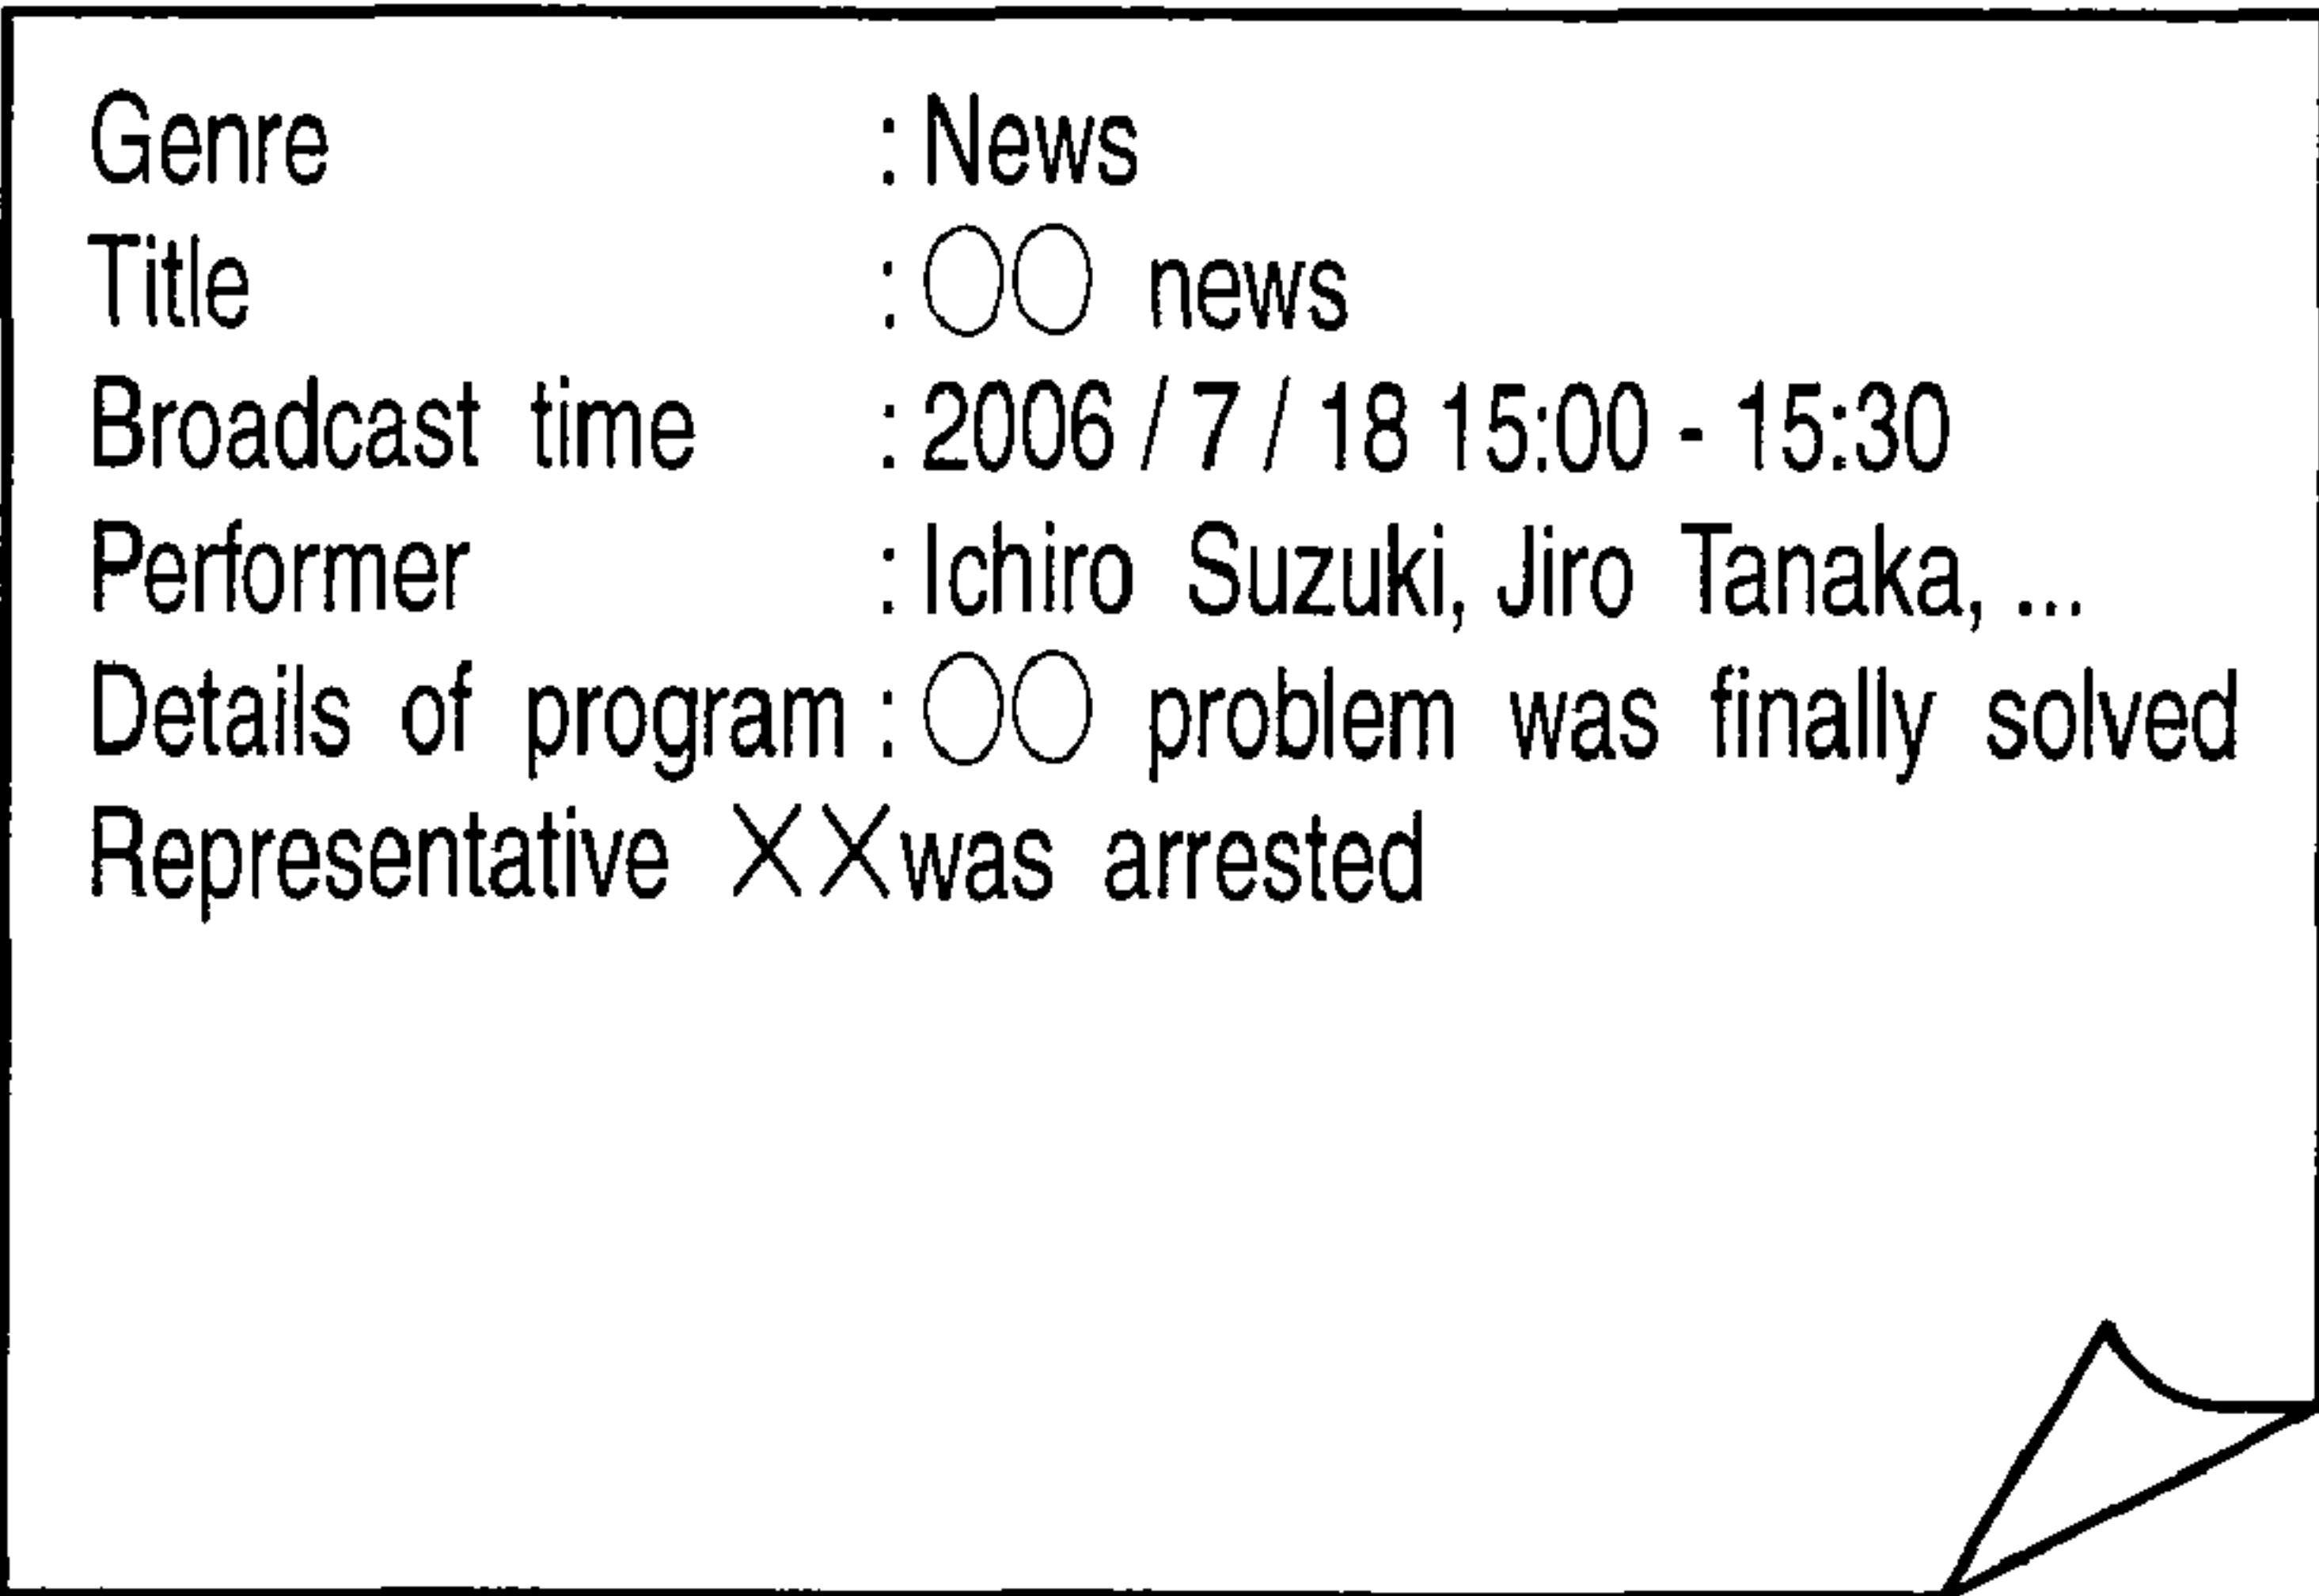 Genre : News
Title : ○○ news
Broadcast time : 2006 / 7 / 18 15:00 - 15:30
Performer : Ichiro Suzuki, Jiro Tanaka, ...
Details of program : ○○ problem was finally solved
Representative ××was arrested